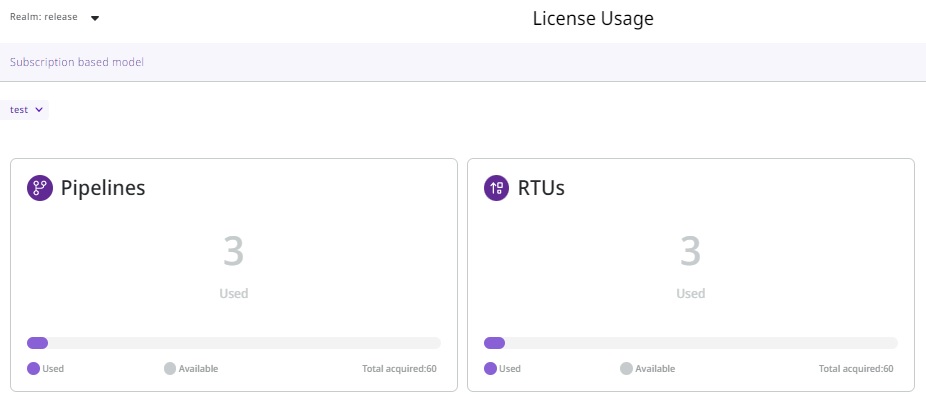 Realm: release
License Usage
Subscription based model
test
Pipelines
3
Used
Used
Available
Total acquired:60
RTUs
3
Used
Used
Available
Total acquired:60